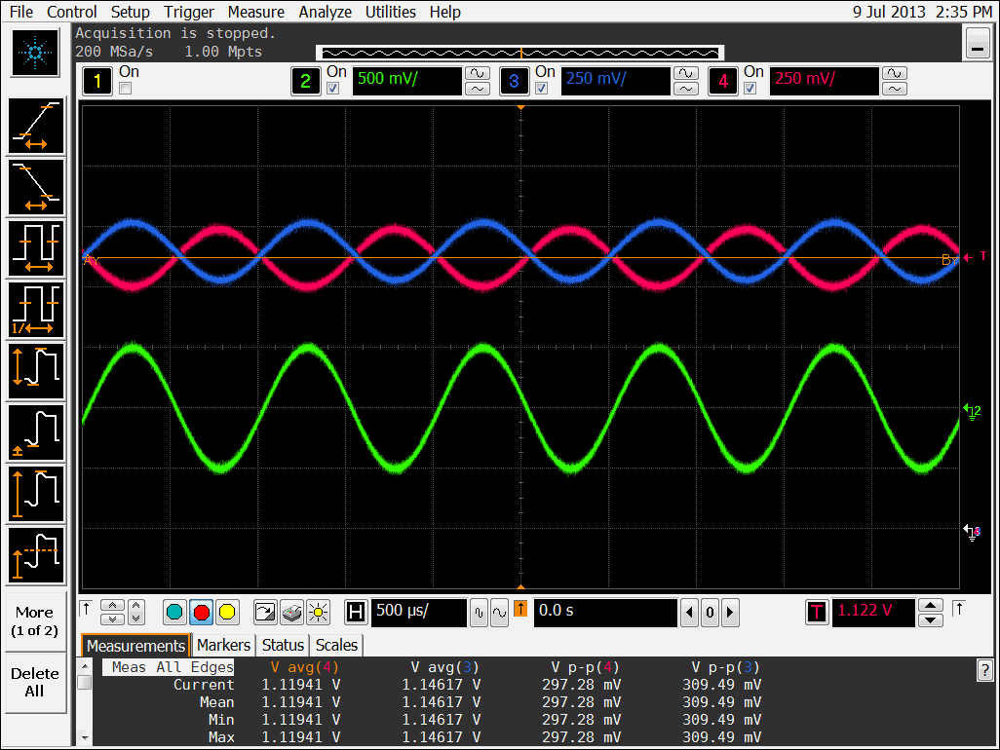 File Control Setup Trigger Measure Analyze Utilities Help 9 Jul 2013 2:35 PM
Acquisition is stopped.
200 MSa/s 1.00 Mpts
1 On 2 On 500 mV/ 3 On 250 mV/ 4 On 250 mV/
T
2
1/
More
(1 of 2)
Delete
All
H 500 µs/ 0.0 s 0 T 1.122 V
Measurements Markers Status Scales
Meas All Edges V avg(4) V avg(3) V p-p(4) V p-p(3) ?
Current 1.11941 V 1.14617 V 297.28 mV 309.49 mV
Mean 1.11941 V 1.14617 V 297.28 mV 309.49 mV
Min 1.11941 V 1.14617 V 297.28 mV 309.49 mV
Max 1.11941 V 1.14617 V 297.28 mV 309.49 mV